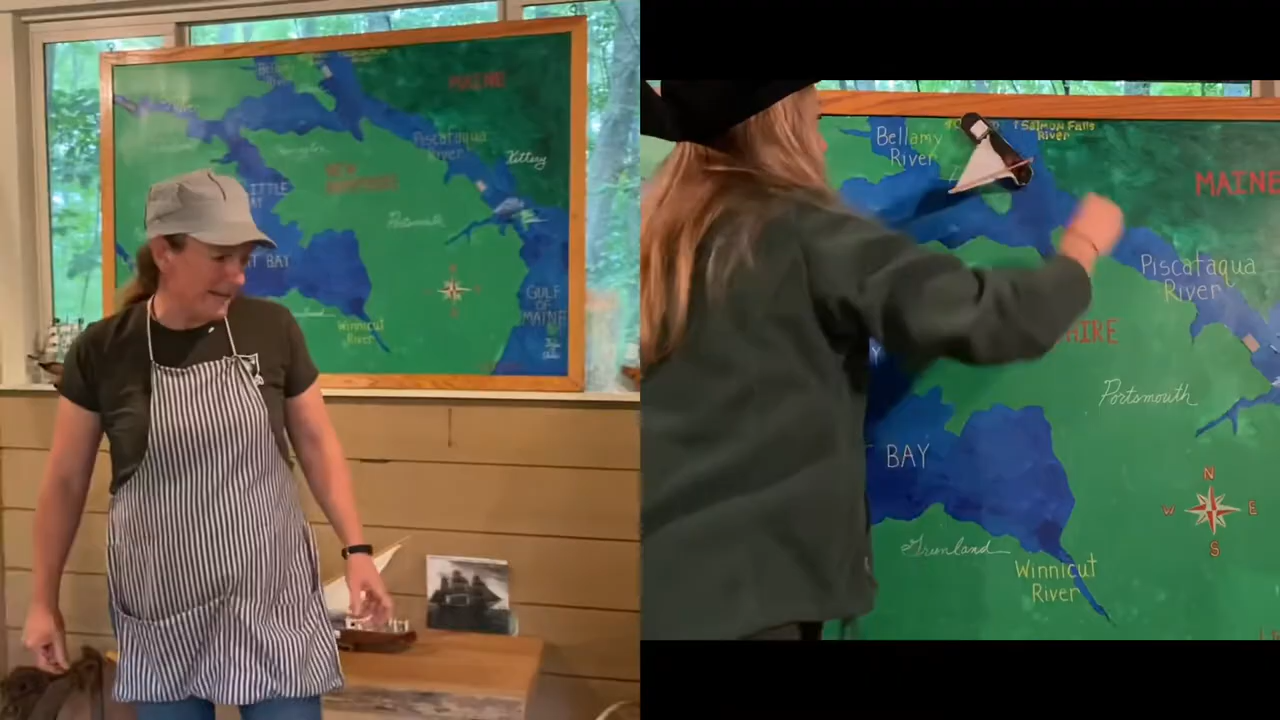 MAINE
Piscataqua
River
Kittery
LITTLE
Portsmouth
BAY
GULF
OF
MAINE
Winnicut
River
Bellamy
River
Salmon Falls
River
MAINE
Piscataqua
River
HIRE
Portsmouth
BAY
N
W E
S
Greenland
Winnicut
River